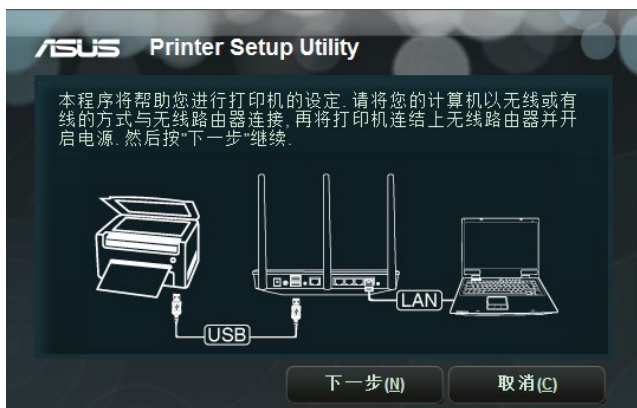 ASUS Printer Setup Utility
本程序将帮助您进行打印机的设定. 请将您的计算机以无线或有
线的方式与无线路由器连接, 再将打印机连结上无线路由器并开
启电源. 然后按"下一步"继续.
LAN
USB
下一步(N) 取消(C)